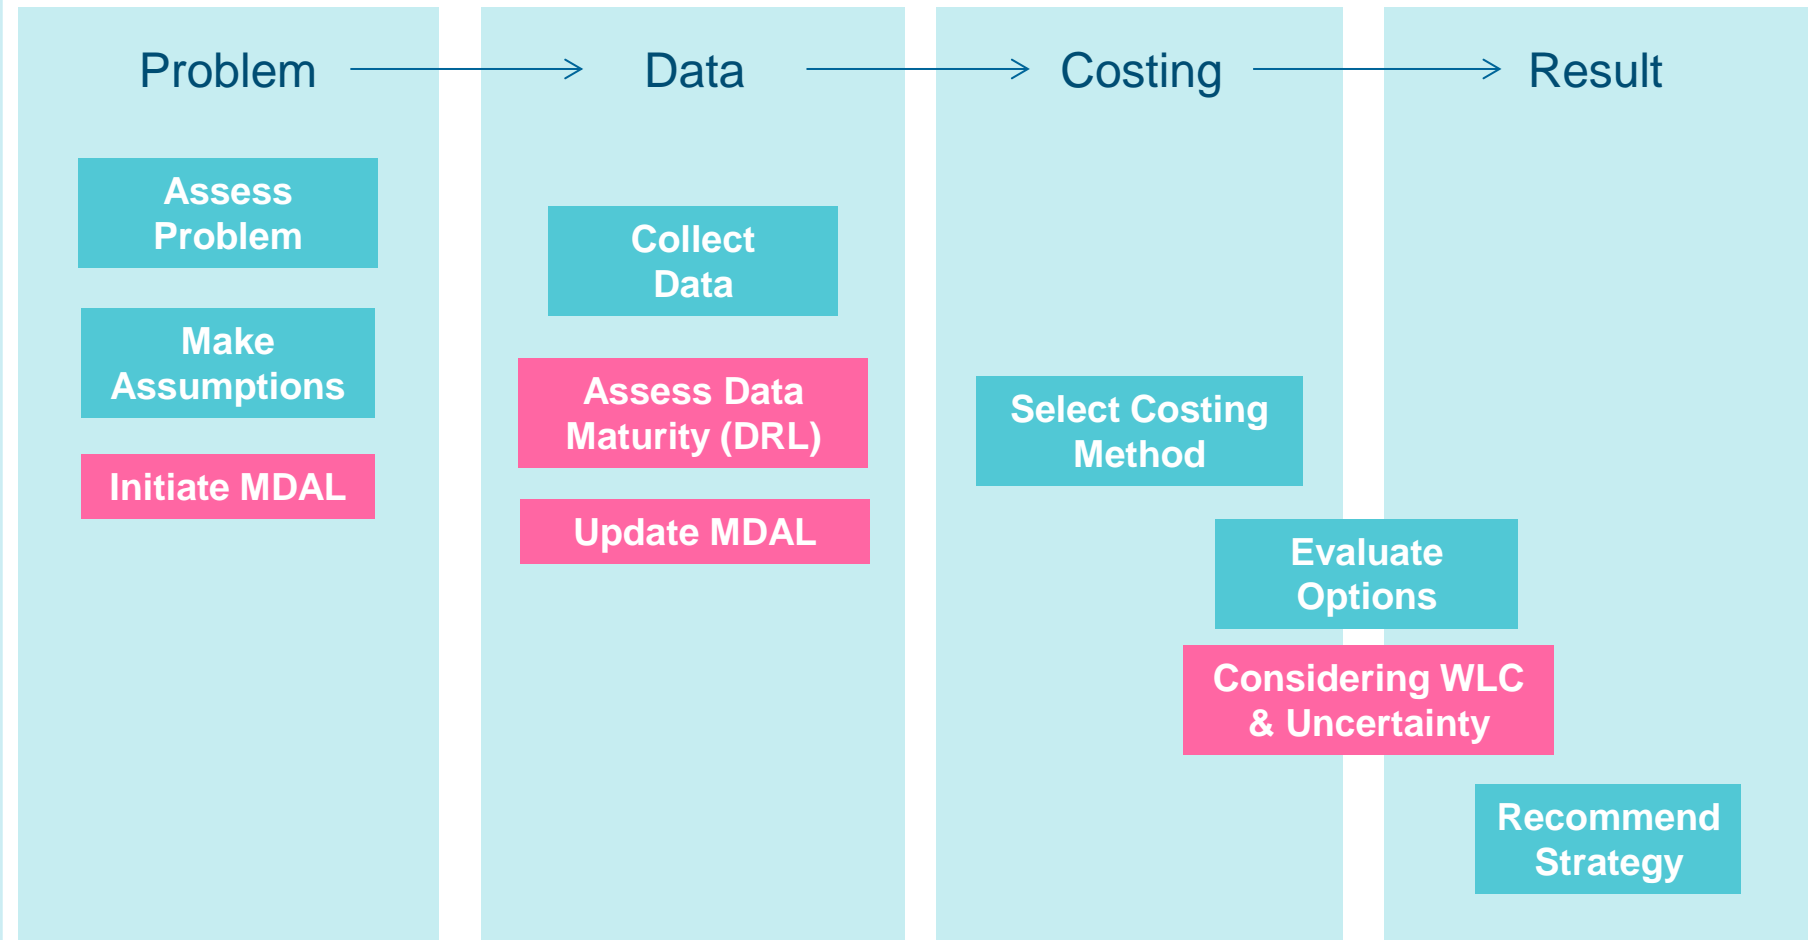 Problem
Data
Costing
Result
Assess
Problem
Make
Assumptions
Initiate MDAL
Collect
Data
Assess Data
Maturity (DRL)
Update MDAL
Select Costing
Method
Evaluate
Options
Considering WLC
& Uncertainty
Recommend
Strategy